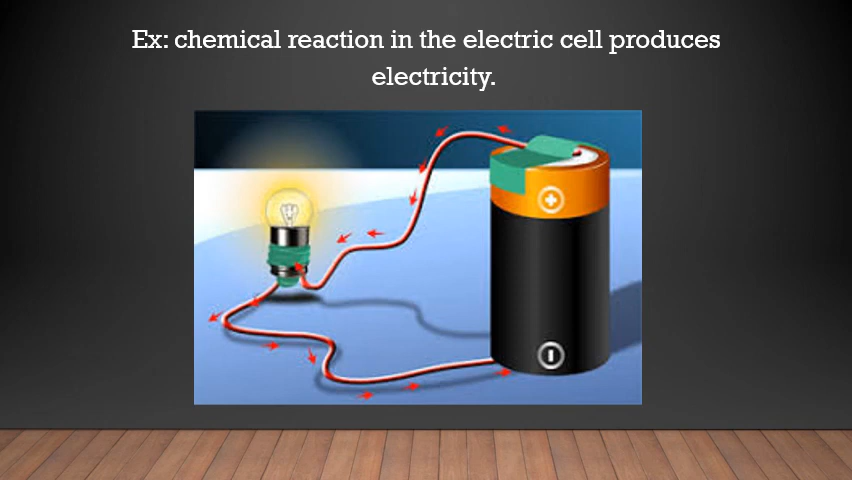 Ex: chemical reaction in the electric cell produces
electricity.
+
-